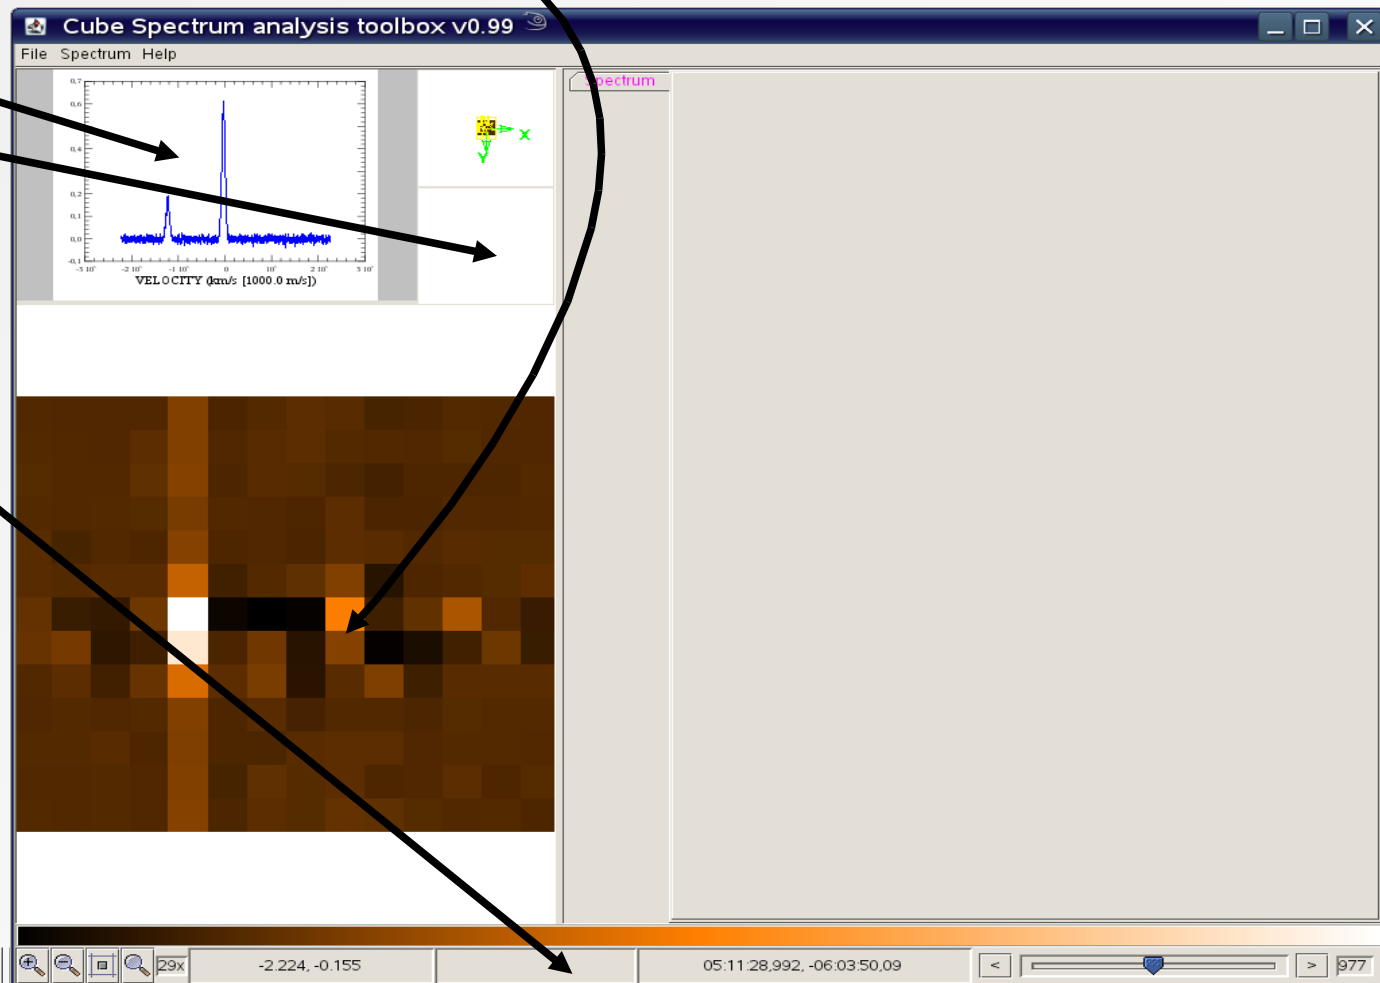 Cube Spectrum analysis toolbox v0.99
File Spectrum Help
0,7
0,6
0,4
0,2
0,1
0,0
-0,1
0
VELOCITY (km/s [1000.0 m/s])
X
Y
Spectrum
29x
-2.224, -0.155
05:11:28,992, -06:03:50,09
<
>
977